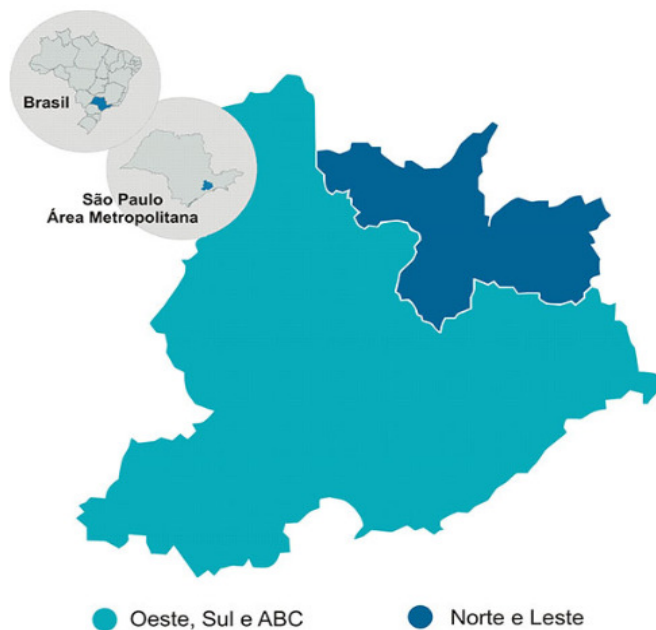 Brasil
São Paulo
Área Metropolitana
Oeste, Sul e ABC
Norte e Leste